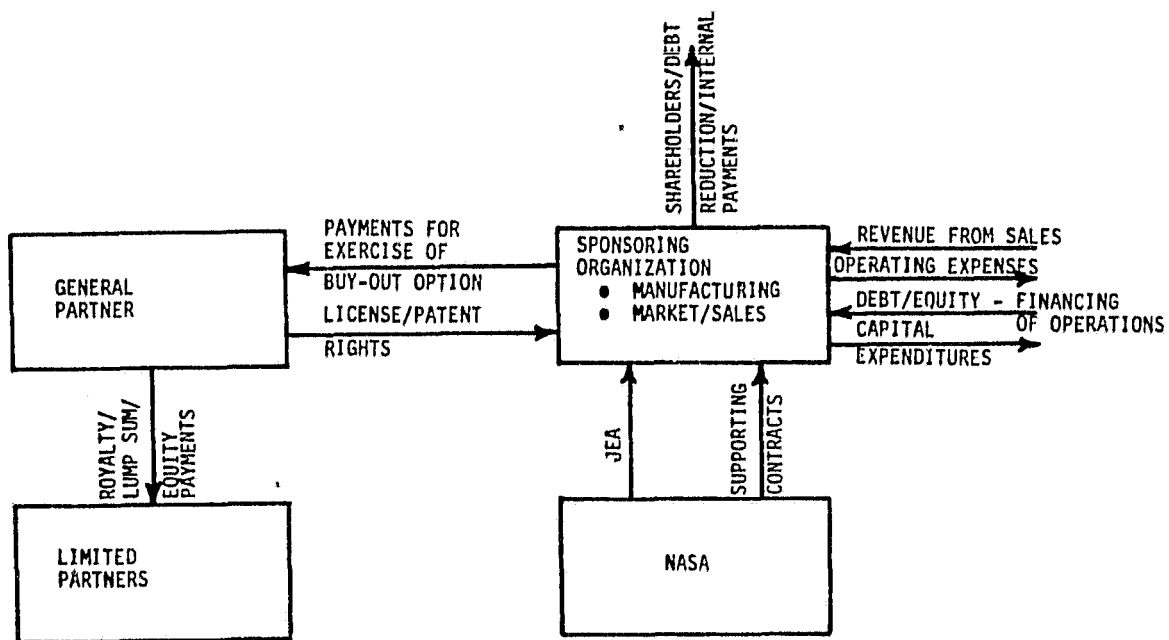 SHAREHOLDERS/DEBT
REDUCTION/INTERNAL
PAYMENTS
GENERAL
PARTNER
PAYMENTS FOR
EXERCISE OF
BUY-OUT OPTION
LICENSE/PATENT
RIGHTS
SPONSORING
ORGANIZATION
● MANUFACTURING
● MARKET/SALES
REVENUE FROM SALES
OPERATING EXPENSES
DEBT/EQUITY - FINANCING
OF OPERATIONS
CAPITAL
EXPENDITURES
ROYALTY/
LUMP SUM/
EQUITY
PAYMENTS
JEA
SUPPORTING
CONTRACTS
LIMITED
PARTNERS
NASA